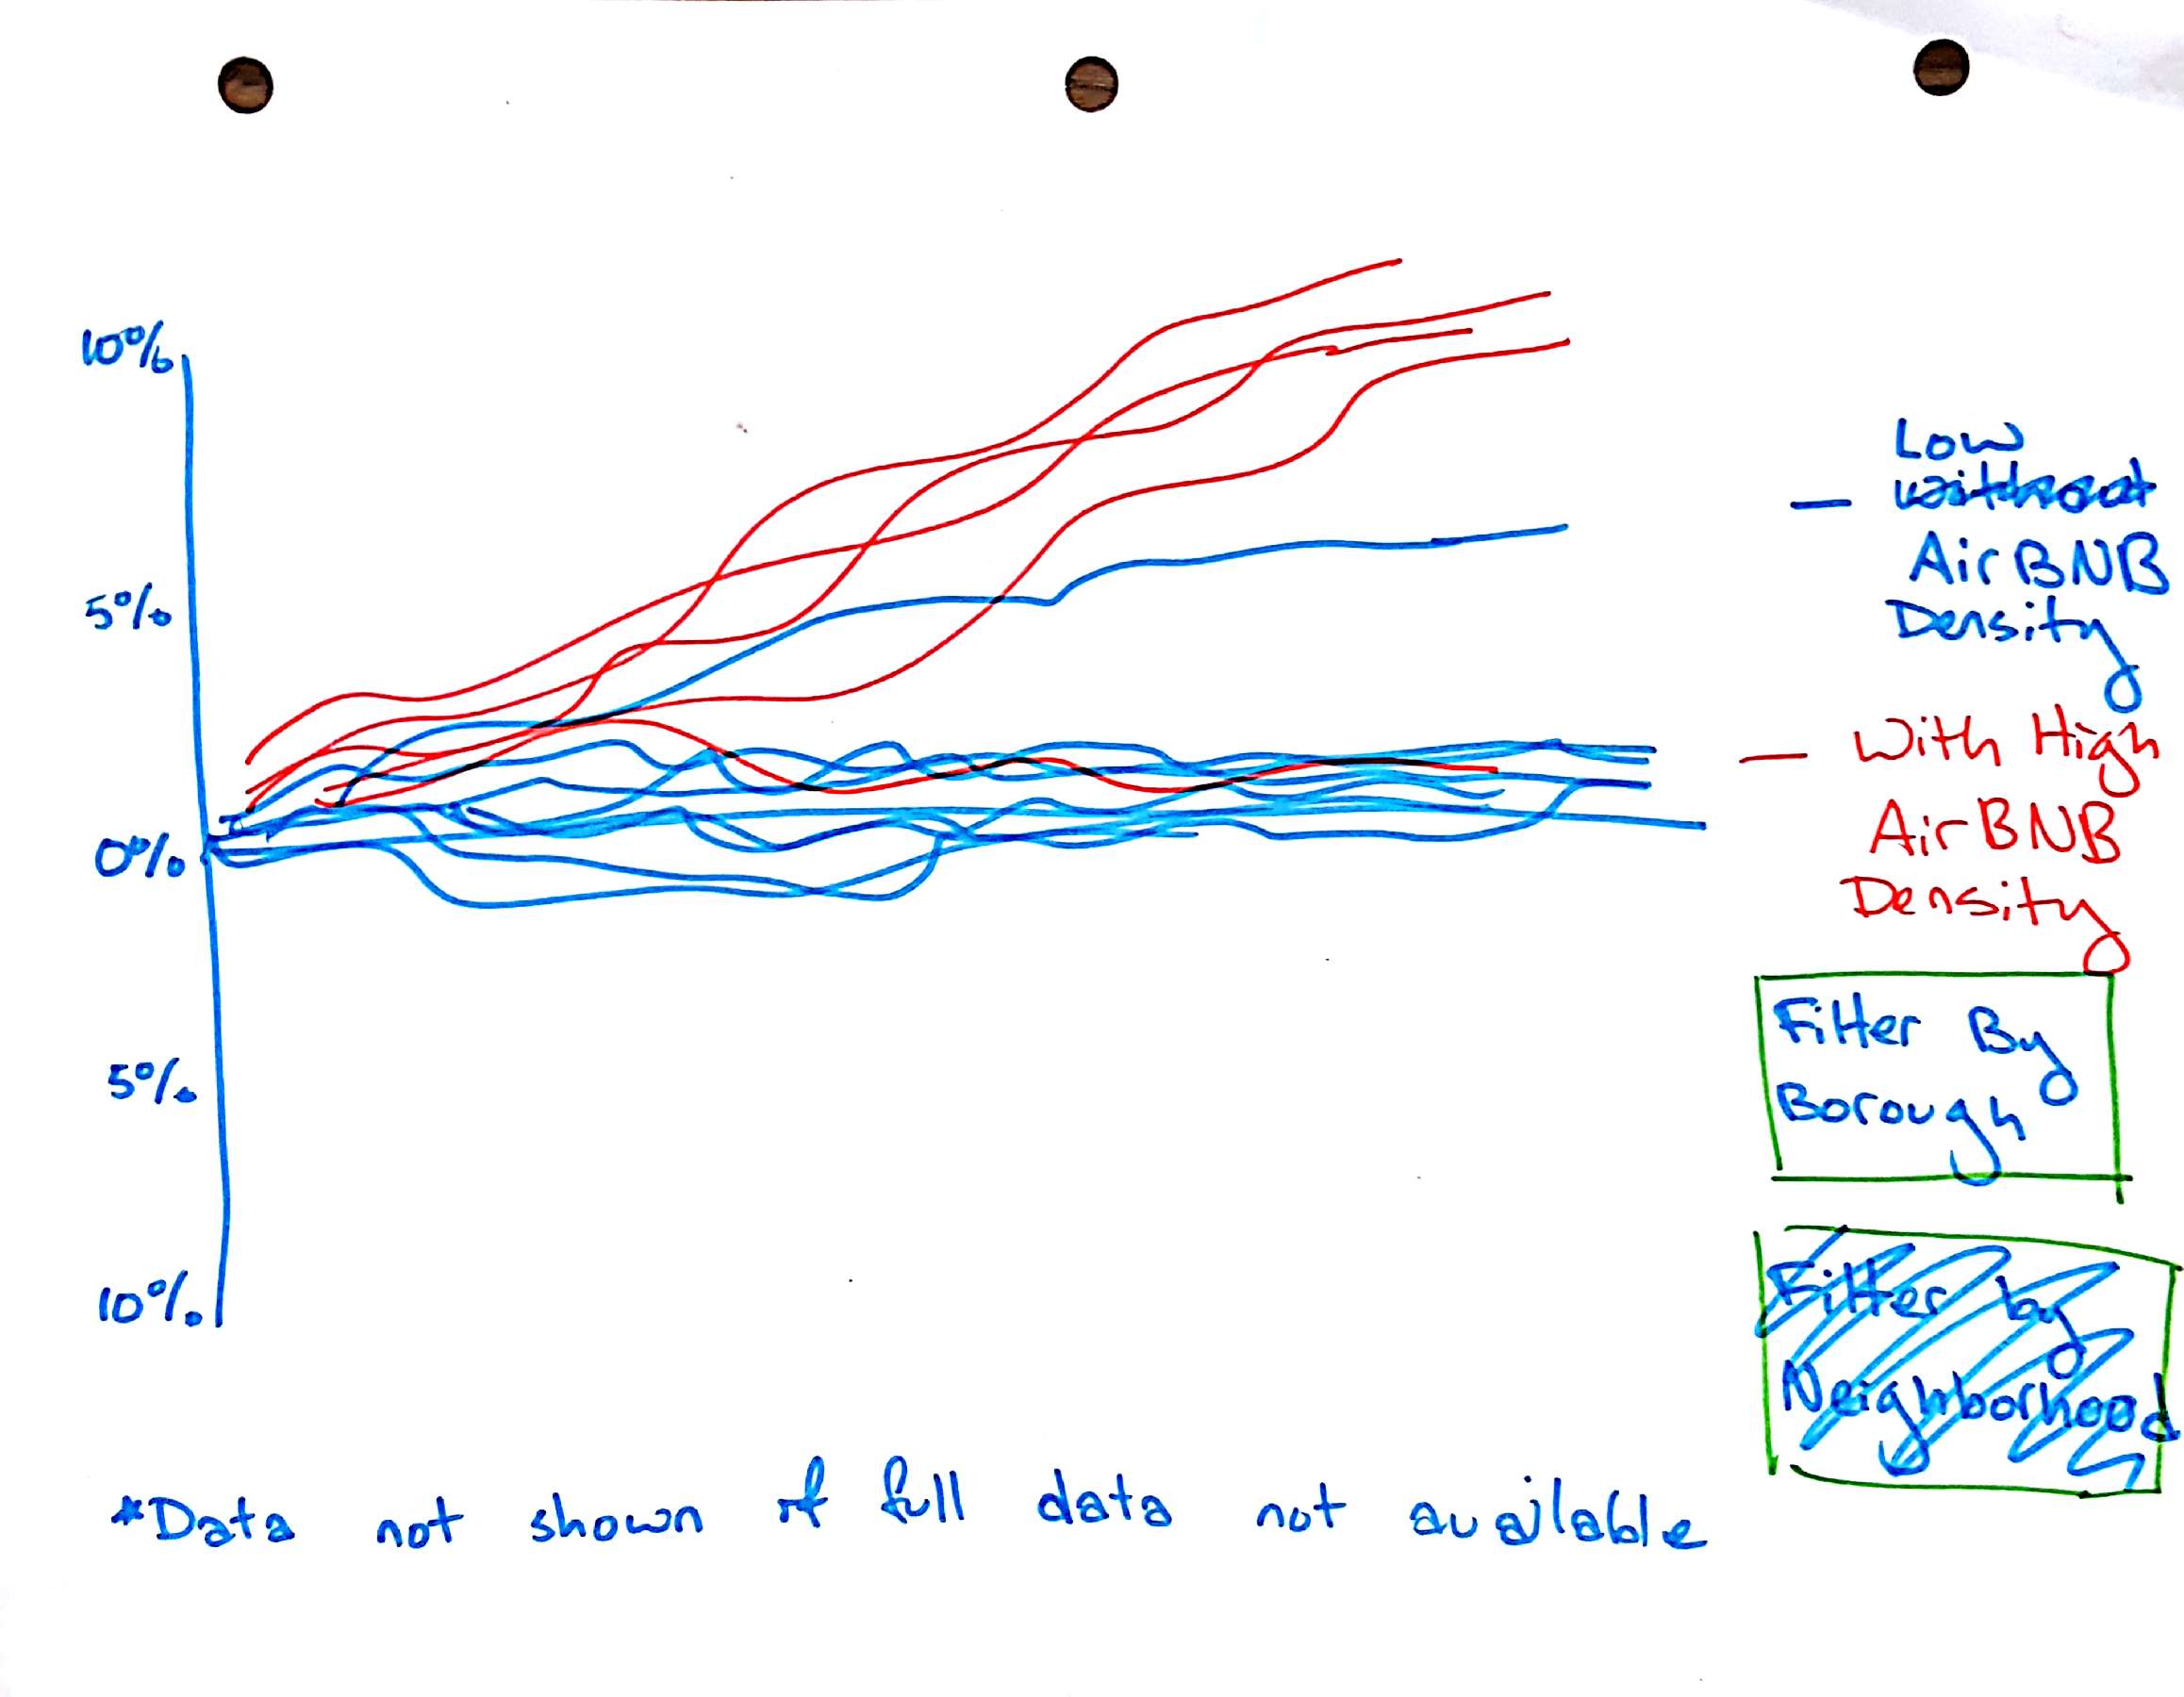 10%
5%
0%
5%
10%
Low
— without
AirBNB
Density
— With High
AirBNB
Density
Filter By
Borough
Filter by
Neighborhood
*Data not shown if full data not available